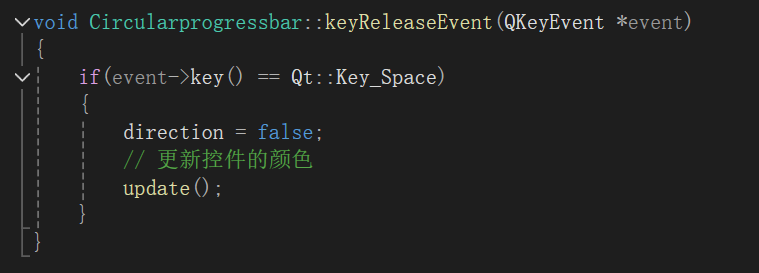 void Circularprogressbar::keyReleaseEvent(QKeyEvent *event)
{
    if(event->key() == Qt::Key_Space)
    {
        direction = false;
        // 更新控件的颜色
        update();
    }
}